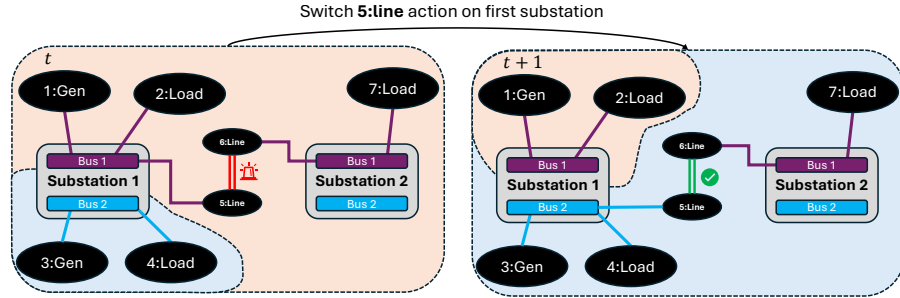 Switch 5:line action on first substation
t
1:Gen
2:Load
7:Load
6:Line
Bus 1
Bus 1
Substation 1
Substation 2
5:Line
Bus 2
Bus 2
3:Gen
4:Load
t + 1
1:Gen
2:Load
7:Load
6:Line
Bus 1
Bus 1
Substation 1
Substation 2
5:Line
Bus 2
Bus 2
3:Gen
4:Load